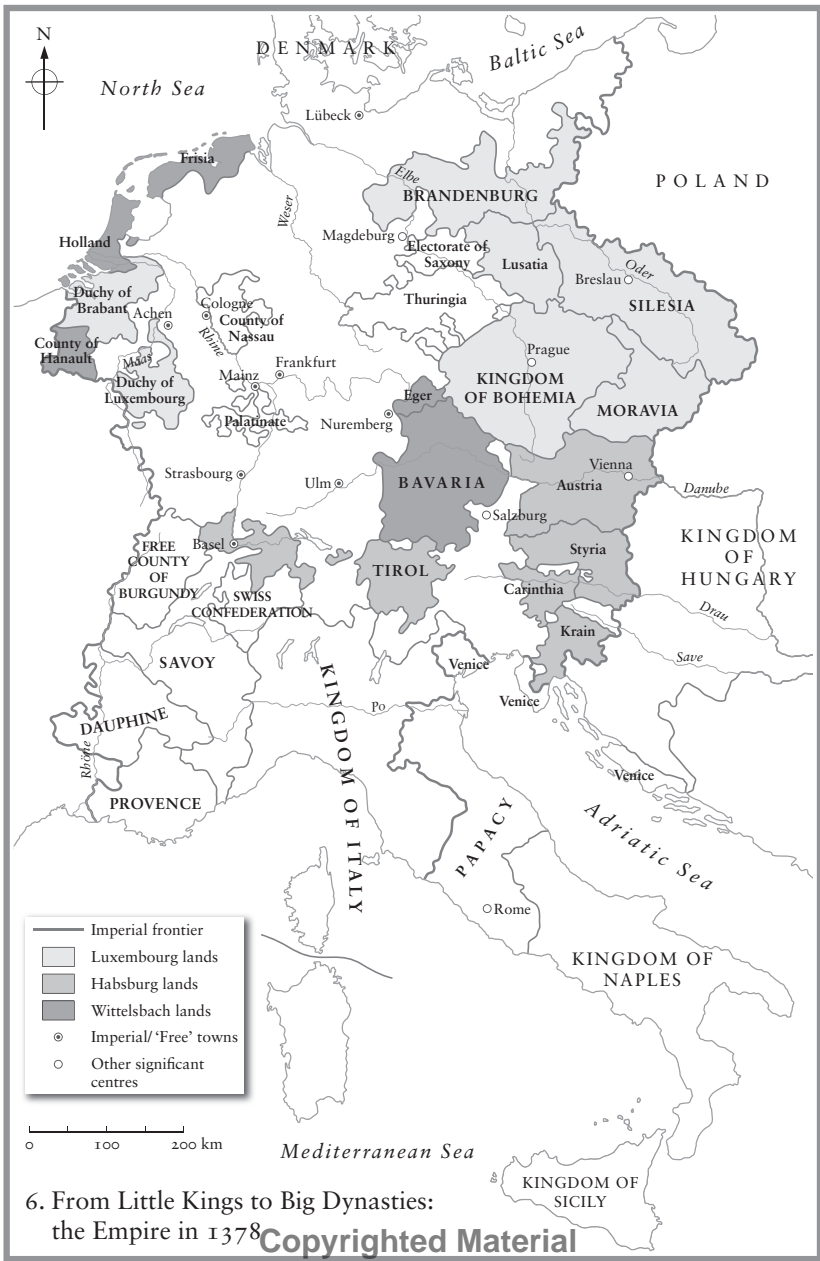 N
DENMARK
Baltic Sea
North Sea
Lübeck
Frisia
Elbe
BRANDENBURG
POLAND
Weser
Holland
Magdeburg
Electorate of
Saxony
Lusatia
Oder
Breslau
SILESIA
Duchy of
Brabant
Achen
Cologne
County of
Nassau
Thuringia
Rhine
County of
Hanault
Maas
Duchy of
Luxembourg
Mainz
Frankfurt
Prague
KINGDOM
OF BOHEMIA
MORAVIA
Eger
Palatinate
Nuremberg
Strasbourg
Ulm
BAVARIA
Vienna
Austria
Danube
Salzburg
KINGDOM
OF
HUNGARY
Basel
FREE
COUNTY
OF
BURGUNDY
SWISS
CONFEDERATION
TIROL
Styria
Carinthia
Drau
Krain
Save
SAVOY
Venice
Venice
KINGDOM OF ITALY
Po
DAUPHINE
Rhône
Venice
PROVENCE
PAPACY
Adriatic Sea
Rome
KINGDOM OF
NAPLES
Imperial frontier
Luxembourg lands
Habsburg lands
Wittelsbach lands
Imperial/ 'Free' towns
Other significant
centres
0 100 200 km
Mediterranean Sea
KINGDOM OF
SICILY
6. From Little Kings to Big Dynasties:
the Empire in 1378
Copyrighted Material